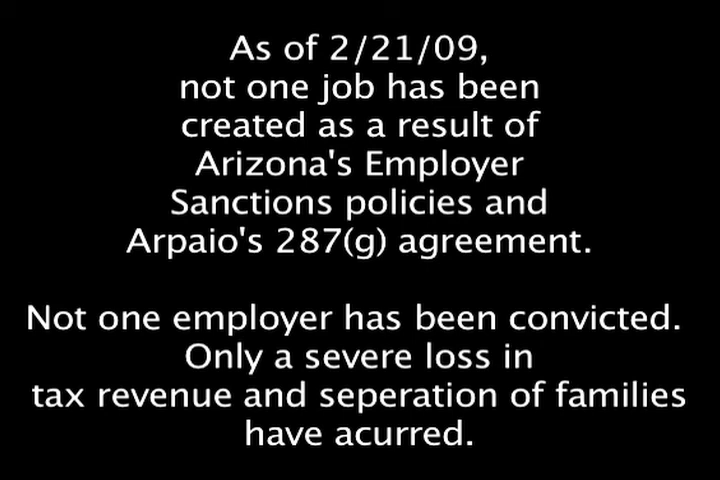 As of 2/21/09,
not one job has been
created as a result of
Arizona's Employer
Sanctions policies and
Arpaio's 287(g) agreement.
Not one employer has been convicted.
Only a severe loss in
tax revenue and seperation of families
have acurred.